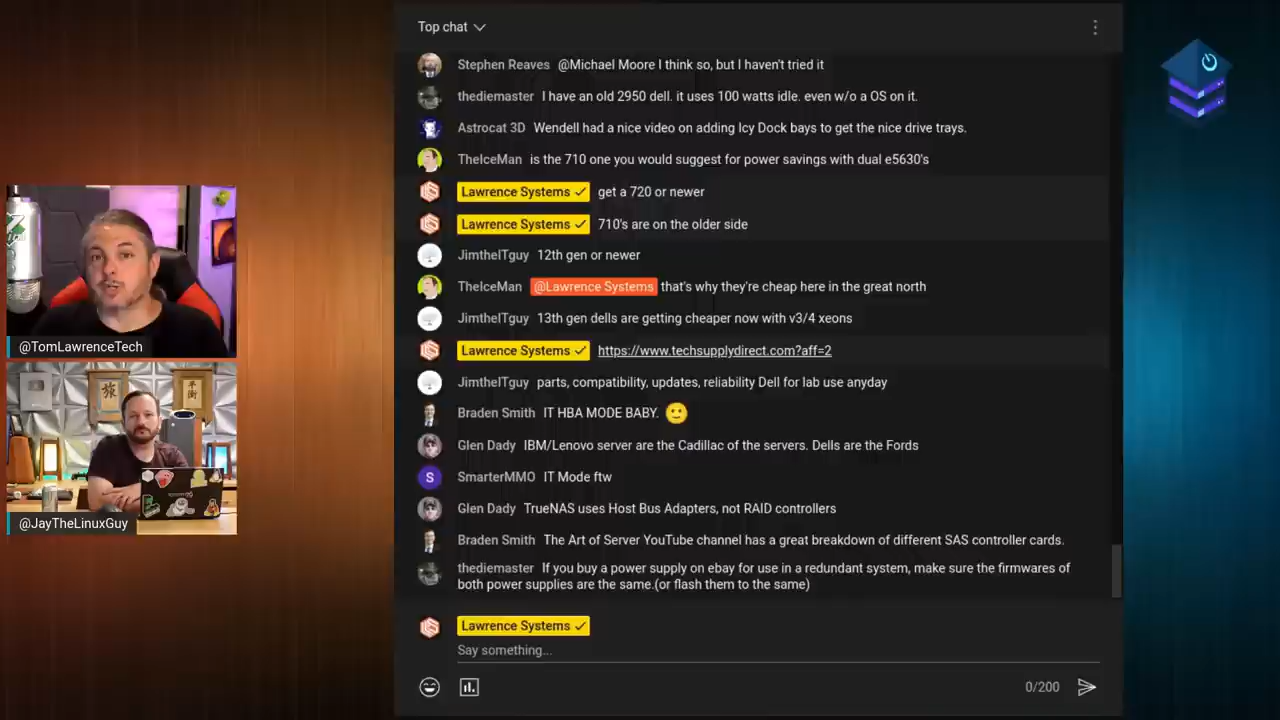 Top chat
Stephen Reaves @Michael Moore I think so, but I haven't tried it
thediemaster I have an old 2950 dell. it uses 100 watts idle. even w/o a OS on it.
Astrocat 3D Wendell had a nice video on adding Icy Dock bays to get the nice drive trays.
TheIceMan is the 710 one you would suggest for power savings with dual e5630's
Lawrence Systems get a 720 or newer
Lawrence Systems 710's are on the older side
JimtheITguy 12th gen or newer
TheIceMan @Lawrence Systems that's why they're cheap here in the great north
JimtheITguy 13th gen dells are getting cheaper now with v3/4 xeons
Lawrence Systems https://www.techsupplydirect.com?aff=2
JimtheITguy parts, compatibility, updates, reliability Dell for lab use anyday
Braden Smith IT HBA MODE BABY. 🙂
Glen Dady IBM/Lenovo server are the Cadillac of the servers. Dells are the Fords
S SmarterMMO IT Mode ftw
Glen Dady TrueNAS uses Host Bus Adapters, not RAID controllers
Braden Smith The Art of Server YouTube channel has a great breakdown of different SAS controller cards.
thediemaster If you buy a power supply on ebay for use in a redundant system, make sure the firmwares of
both power supplies are the same.(or flash them to the same)
Lawrence Systems
Say something...
0/200
@TomLawrenceTech
旅
平
衡
@JayTheLinuxGuy